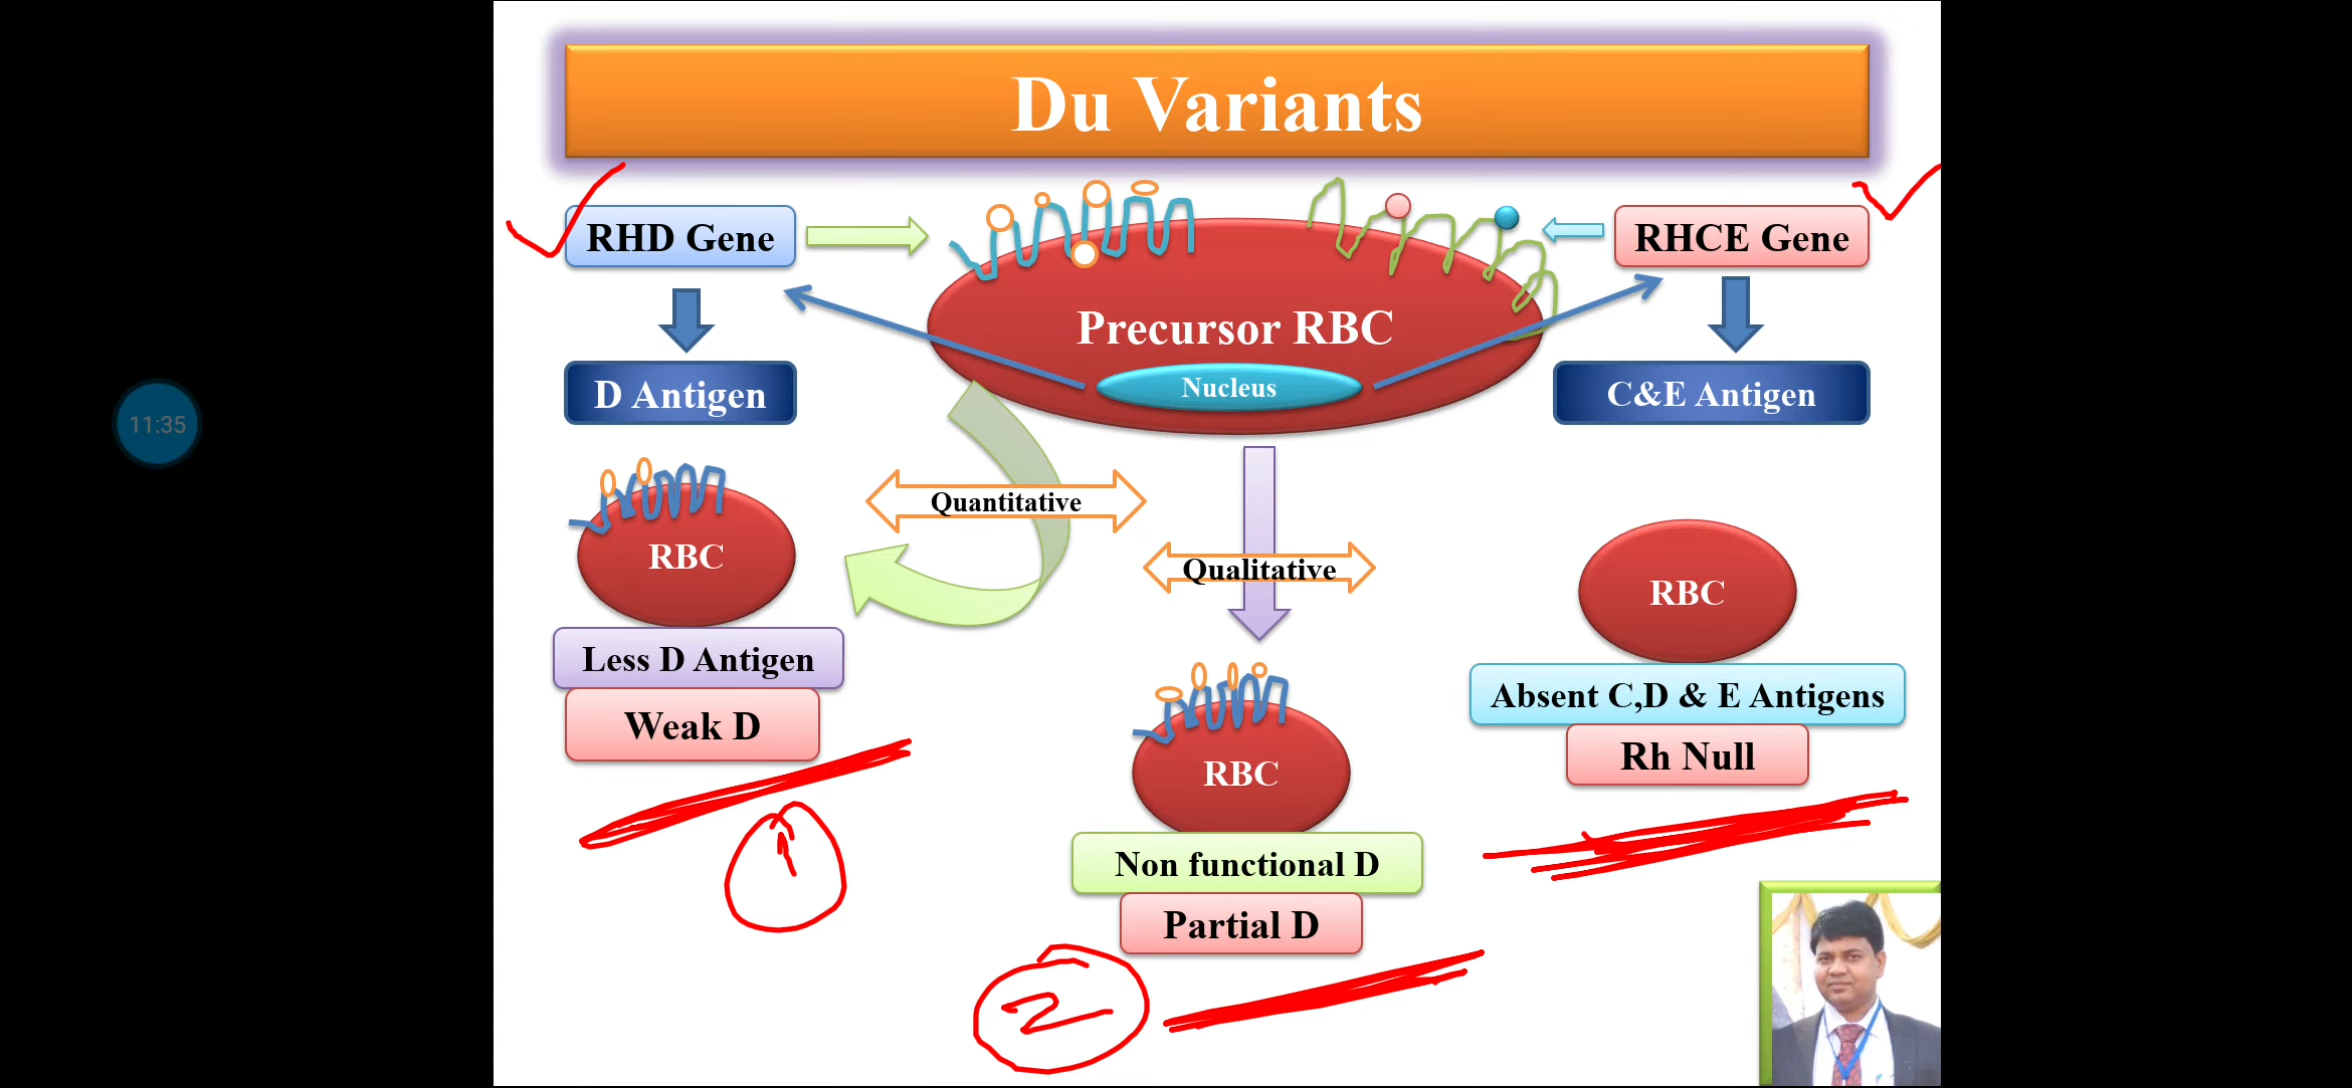 Du Variants
RHD Gene
RHCE Gene
Precursor RBC
Nucleus
D Antigen
C&E Antigen
11:35
Quantitative
Qualitative
RBC
Less D Antigen
Weak D
1
RBC
Non functional D
Partial D
2
RBC
Absent C,D & E Antigens
Rh Null